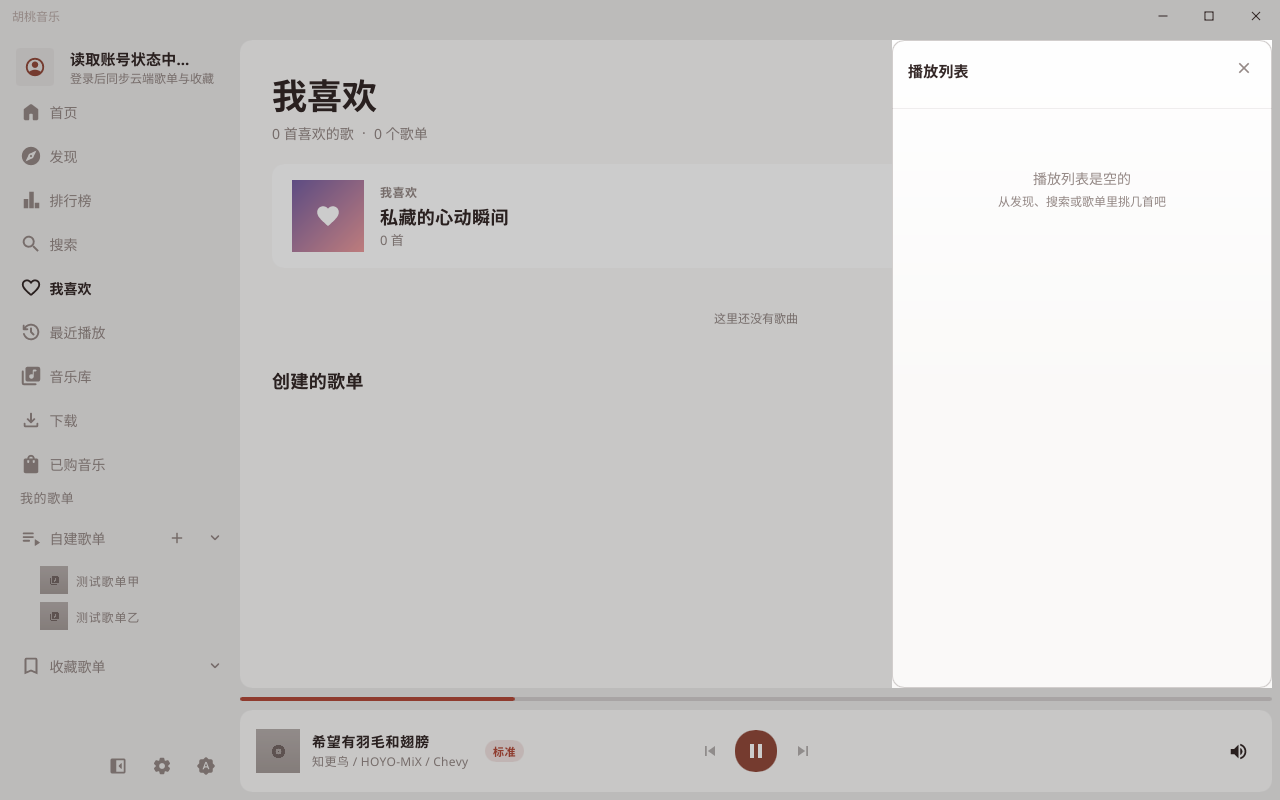 胡桃音乐
读取账号状态中...
登录后同步云端歌单与收藏
首页
发现
排行榜
搜索
我喜欢
最近播放
音乐库
下载
已购音乐
我的歌单
自建歌单
测试歌单甲
测试歌单乙
收藏歌单
我喜欢
0 首喜欢的歌 · 0 个歌单
我喜欢
私藏的心动瞬间
0 首
这里还没有歌曲
创建的歌单
播放列表
播放列表是空的
从发现、搜索或歌单里挑几首吧
希望有羽毛和翅膀
知更鸟 / HOYO-MiX / Chevy
标准